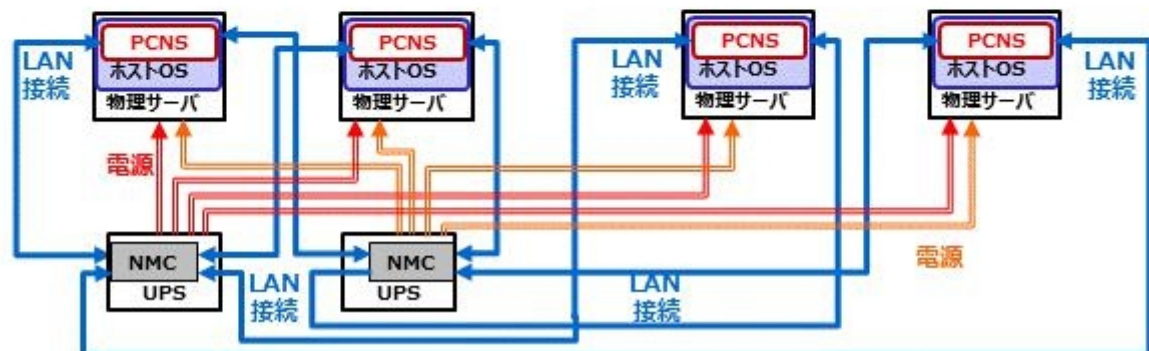 PCNS
ホストOS
物理サーバ
PCNS
ホストOS
物理サーバ
PCNS
ホストOS
物理サーバ
PCNS
ホストOS
物理サーバ
LAN
接続
LAN
接続
LAN
接続
電源
NMC
UPS
NMC
UPS
LAN
接続
LAN
接続
電源